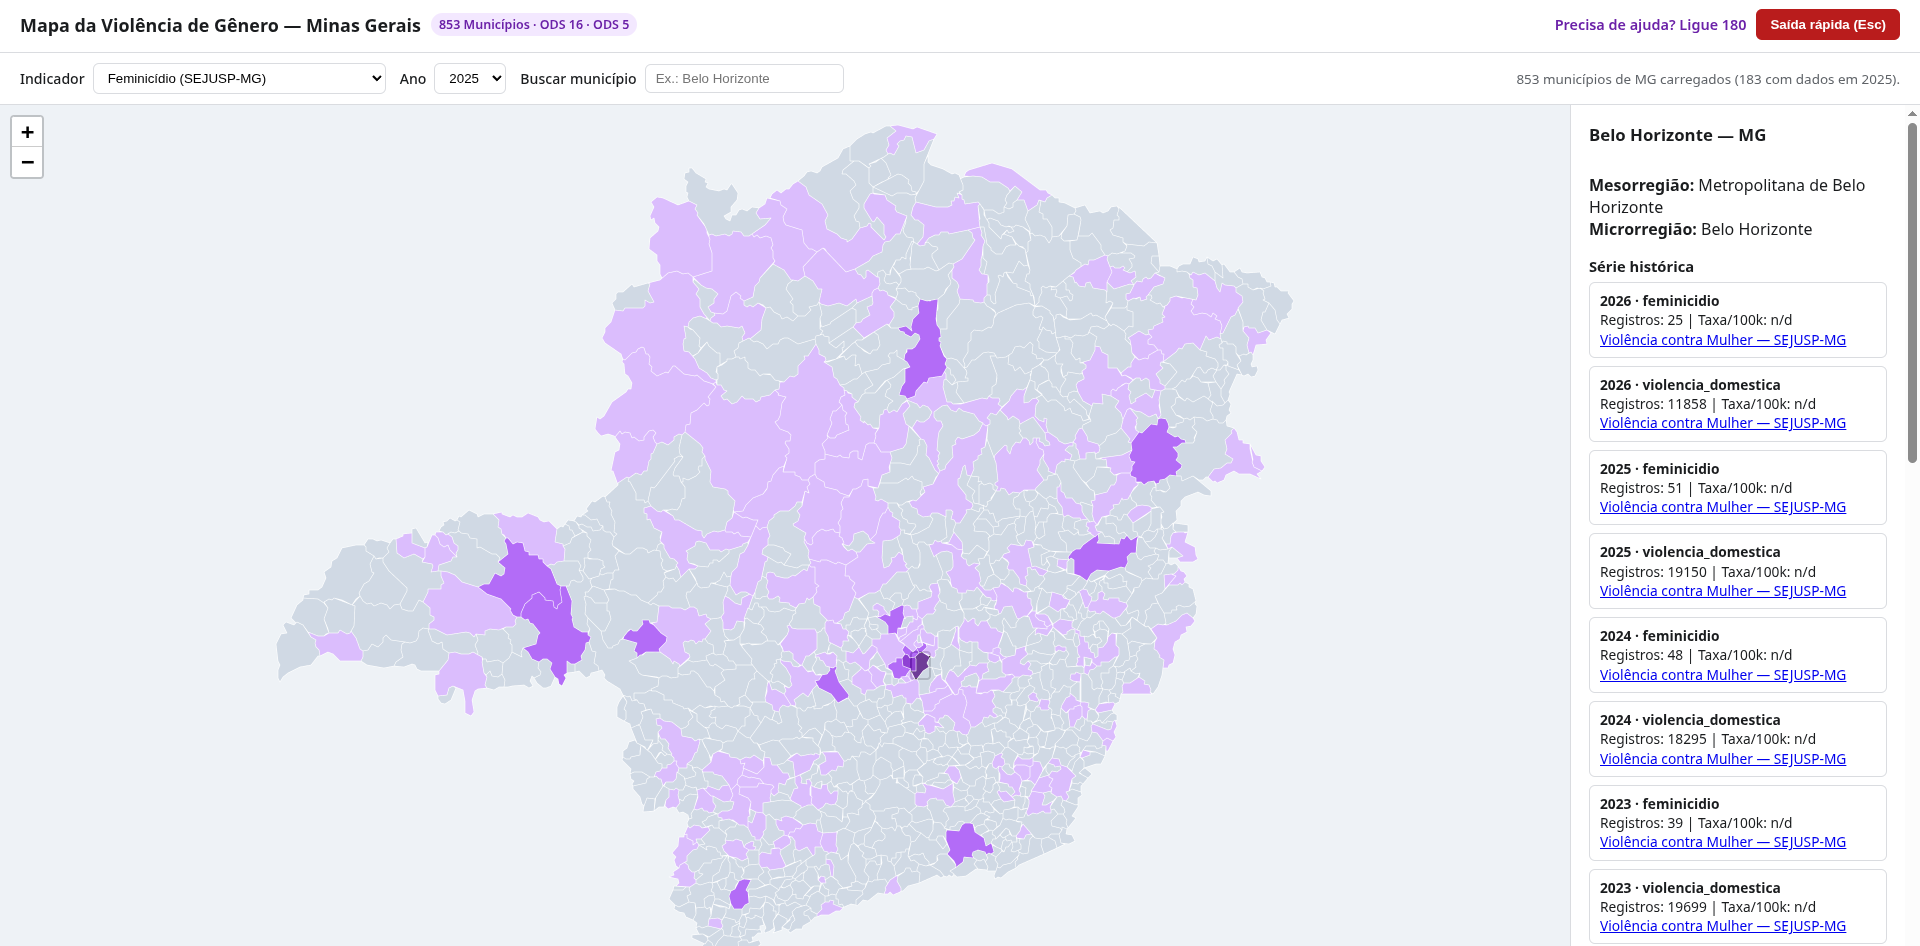 Mapa da Violência de Gênero — Minas Gerais
853 Municípios · ODS 16 · ODS 5
Precisa de ajuda? Ligue 180
Saída rápida (Esc)
Indicador
Feminicídio (SEJUSP-MG)
Ano
2025
Buscar município
Ex.: Belo Horizonte
853 municípios de MG carregados (183 com dados em 2025).
+
−
Belo Horizonte — MG
Mesorregião: Metropolitana de Belo
Horizonte
Microrregião: Belo Horizonte
Série histórica
2026 · feminicidio
Registros: 25 | Taxa/100k: n/d
Violência contra Mulher — SEJUSP-MG
2026 · violencia_domestica
Registros: 11858 | Taxa/100k: n/d
Violência contra Mulher — SEJUSP-MG
2025 · feminicidio
Registros: 51 | Taxa/100k: n/d
Violência contra Mulher — SEJUSP-MG
2025 · violencia_domestica
Registros: 19150 | Taxa/100k: n/d
Violência contra Mulher — SEJUSP-MG
2024 · feminicidio
Registros: 48 | Taxa/100k: n/d
Violência contra Mulher — SEJUSP-MG
2024 · violencia_domestica
Registros: 18295 | Taxa/100k: n/d
Violência contra Mulher — SEJUSP-MG
2023 · feminicidio
Registros: 39 | Taxa/100k: n/d
Violência contra Mulher — SEJUSP-MG
2023 · violencia_domestica
Registros: 19699 | Taxa/100k: n/d
Violência contra Mulher — SEJUSP-MG